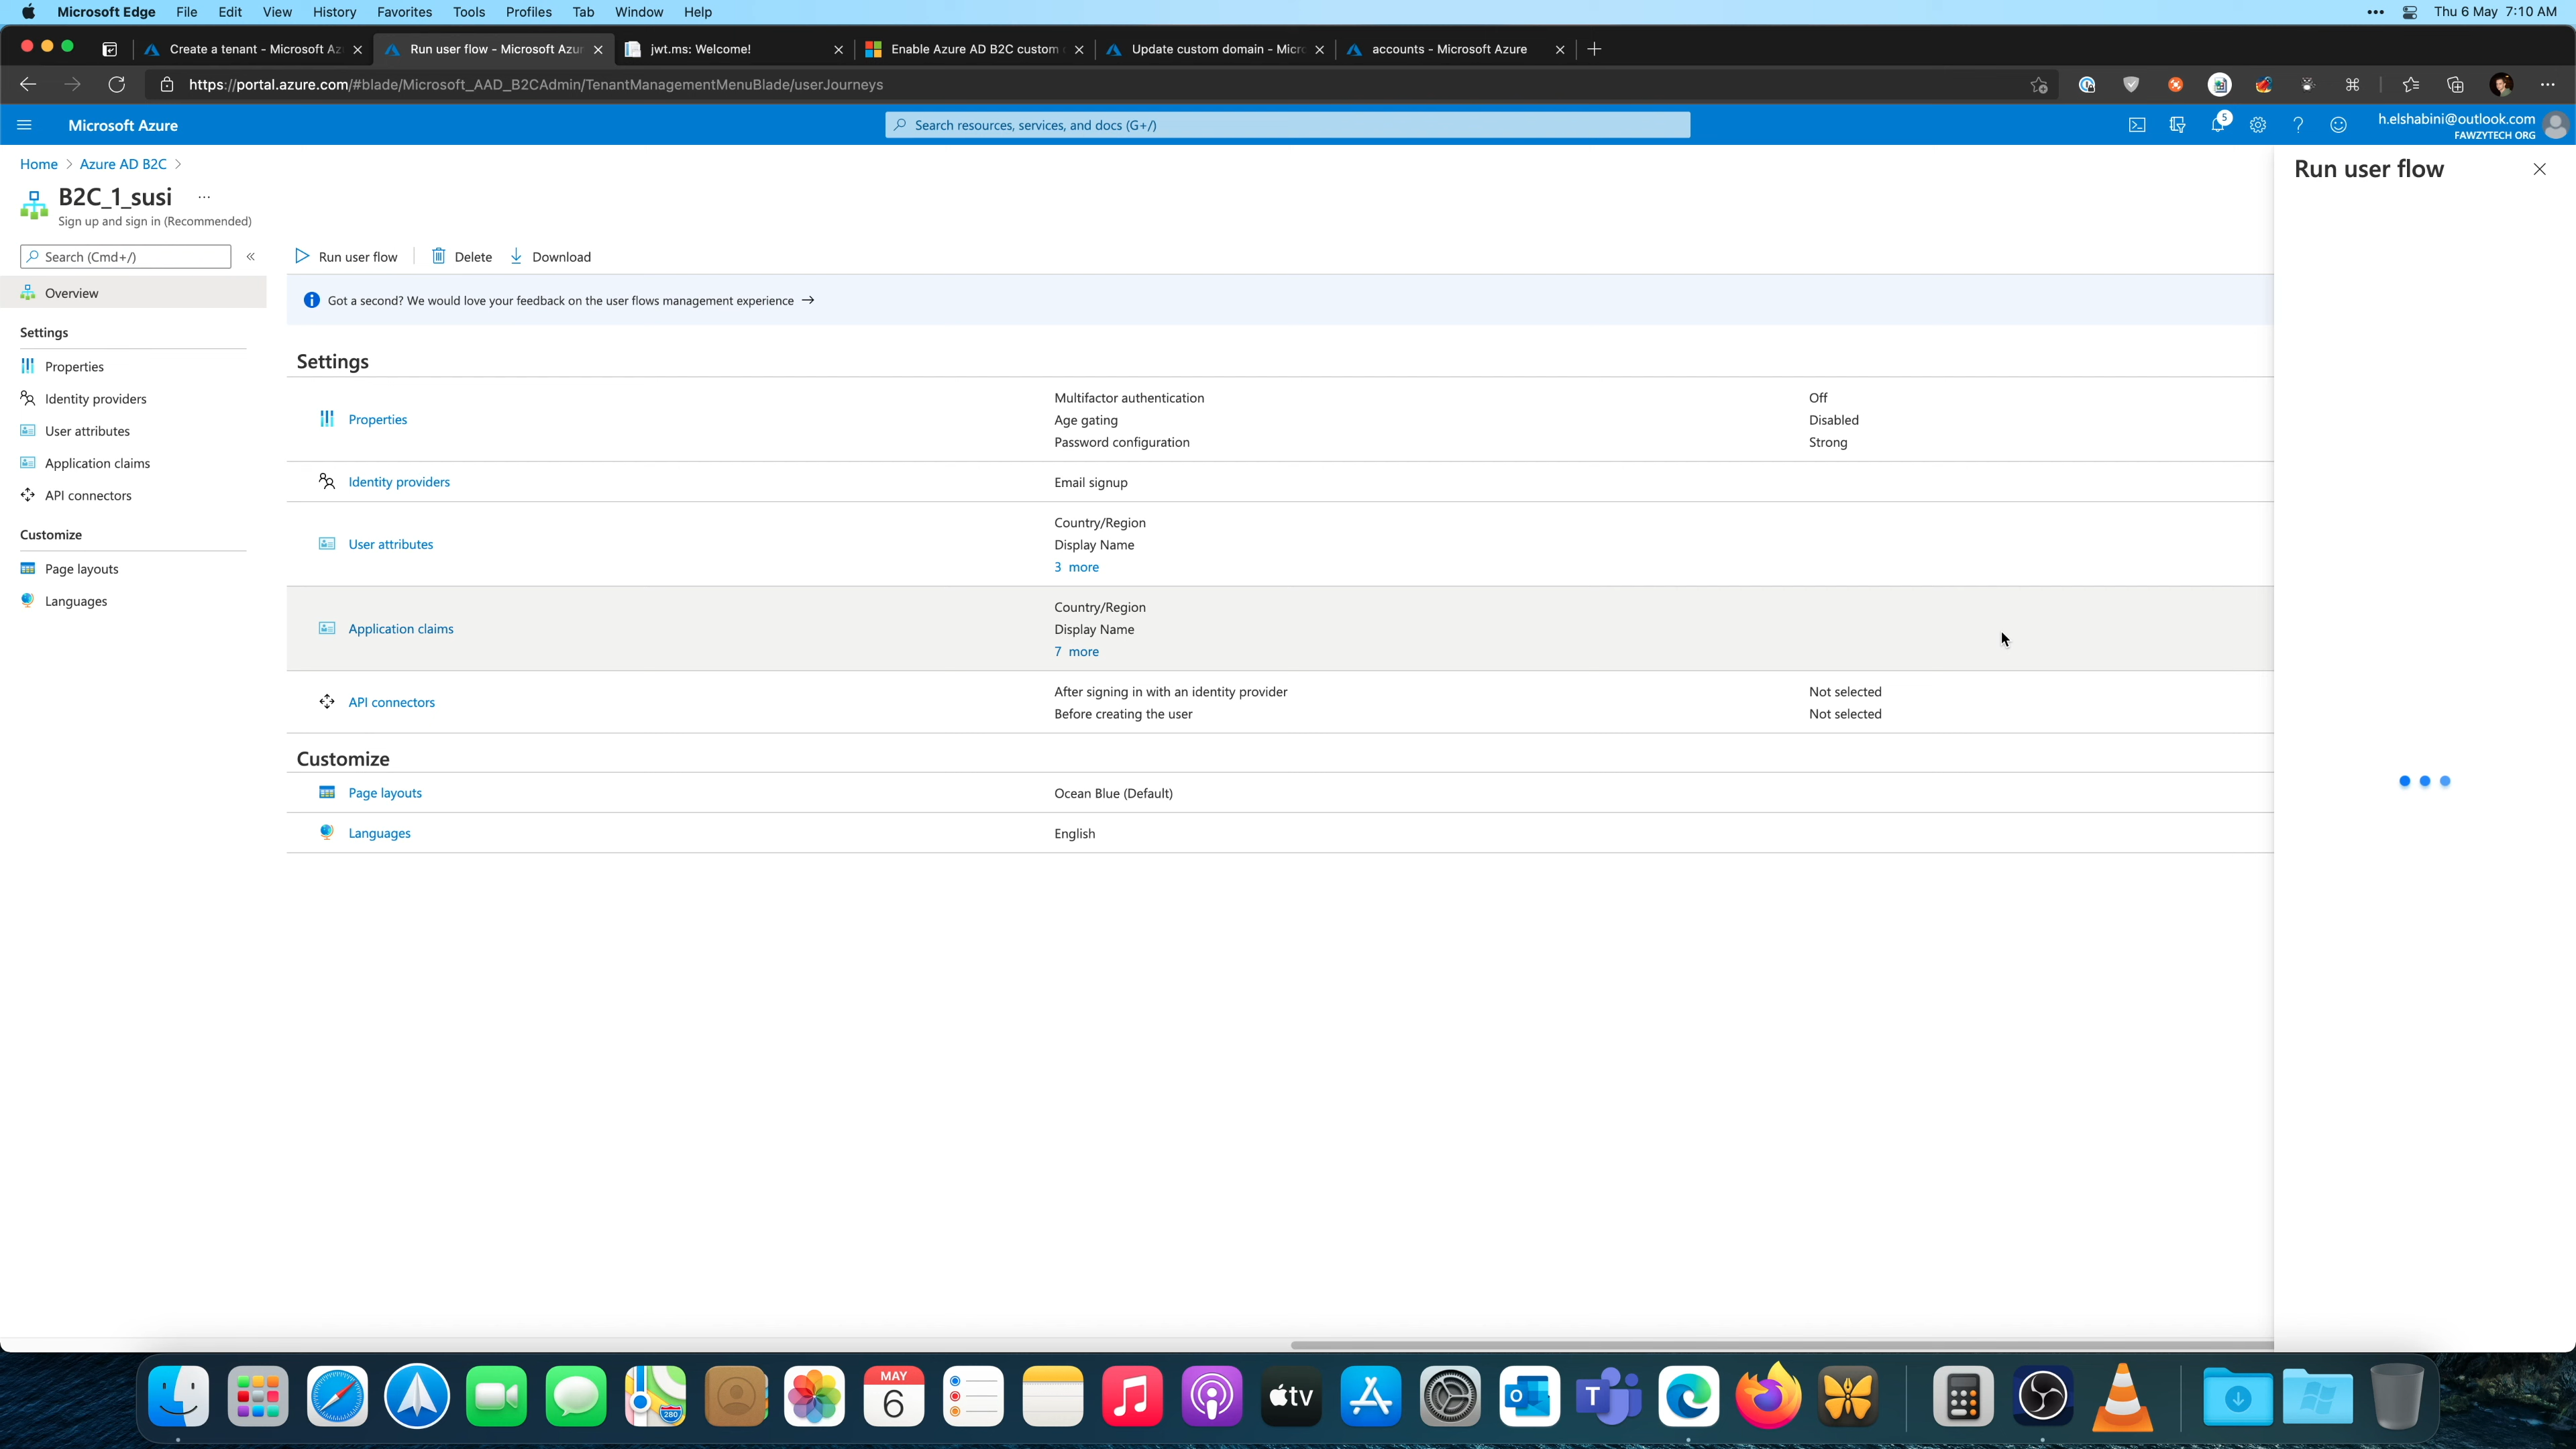 Microsoft Edge File Edit View History Favorites Tools Profiles Tab Window Help
Thu 6 May 7:10 AM
Create a tenant - Microsoft Az
Run user flow - Microsoft Azur
jwt.ms: Welcome!
Enable Azure AD B2C custom
Update custom domain - Micro
accounts - Microsoft Azure
https://portal.azure.com/#blade/Microsoft_AAD_B2CAdmin/TenantManagementMenuBlade/userJourneys
Microsoft Azure
Search resources, services, and docs (G+/)
5
h.elshabini@outlook.com
FAWZYTECH ORG
Home > Azure AD B2C >
B2C_1_susi ...
Sign up and sign in (Recommended)
Run user flow
Search (Cmd+/)
«
Run user flow
Delete
Download
Overview
Got a second? We would love your feedback on the user flows management experience →
Settings
Properties
Identity providers
User attributes
Application claims
API connectors
Customize
Page layouts
Languages
Settings
Properties
Multifactor authentication Off
Age gating Disabled
Password configuration Strong
Identity providers
Email signup
User attributes
Country/Region
Display Name
3 more
Application claims
Country/Region
Display Name
7 more
API connectors
After signing in with an identity provider Not selected
Before creating the user Not selected
Customize
Page layouts
Ocean Blue (Default)
Languages
English
280
MAY
6
tv
O
T